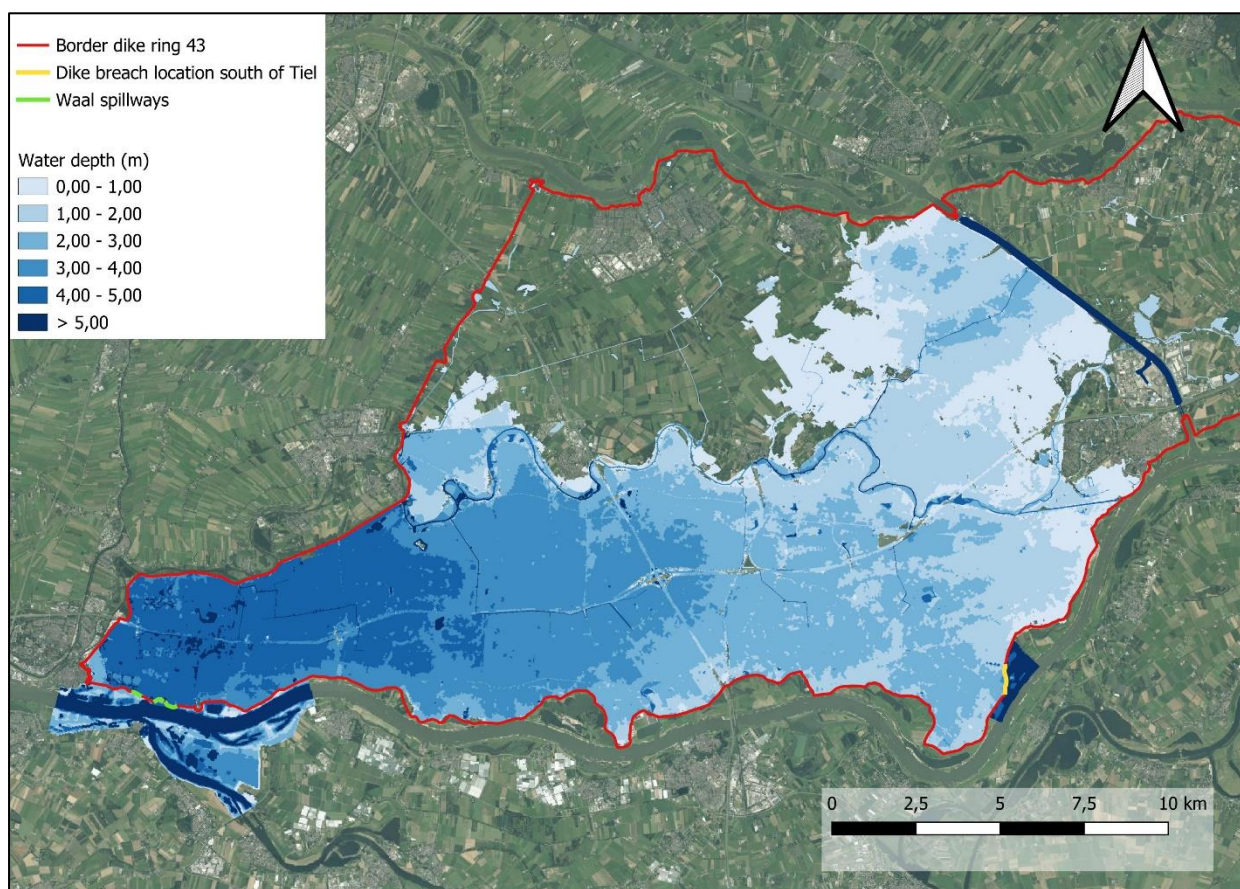 Border dike ring 43
Dike breach location south of Tiel
Waal spillways
Water depth (m)
0,00 - 1,00
1,00 - 2,00
2,00 - 3,00
3,00 - 4,00
4,00 - 5,00
> 5,00
0 2,5 5 7,5 10 km